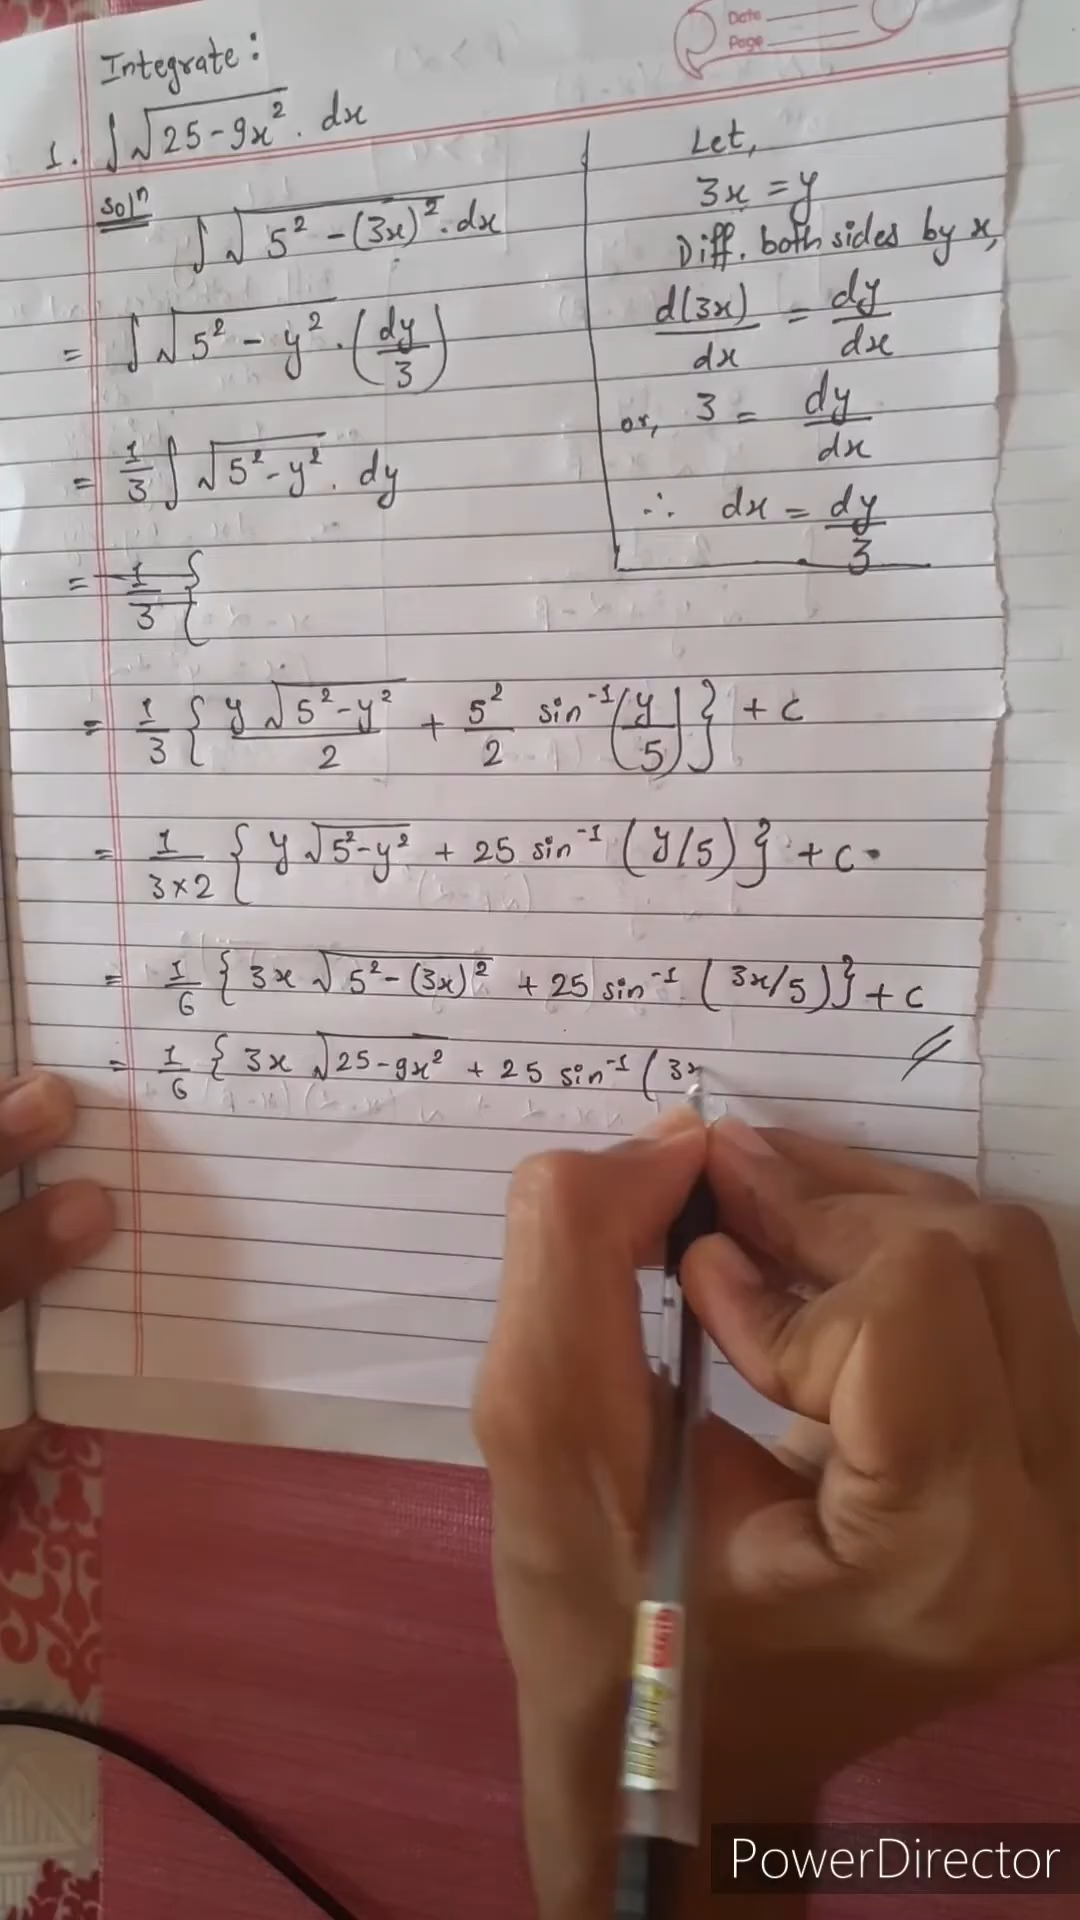 Date
Page
Integrate:
1. ∫√(25-9x²) . dx
Solⁿ
∫√(5² - (3x)²) . dx
= ∫√(5² - y²) . (dy/3)
= 1/3 ∫√(5² - y²) . dy
= 1/3 {
= 1/3 { y√(5²-y²)/2 + 5²/2 sin⁻¹(y/5) } + c
= 1/(3×2) { y√(5²-y²) + 25 sin⁻¹ (y/5) } + c.
= 1/6 { 3x √(5²-(3x)²) + 25 sin⁻¹ (3x/5) } + c
= 1/6 { 3x √(25-9x²) + 25 sin⁻¹ (3x
Let,
3x = y
Diff. both sides by x,
d(3x)/dx = dy/dx
or, 3 = dy/dx
∴ dx = dy/3
PowerDirector